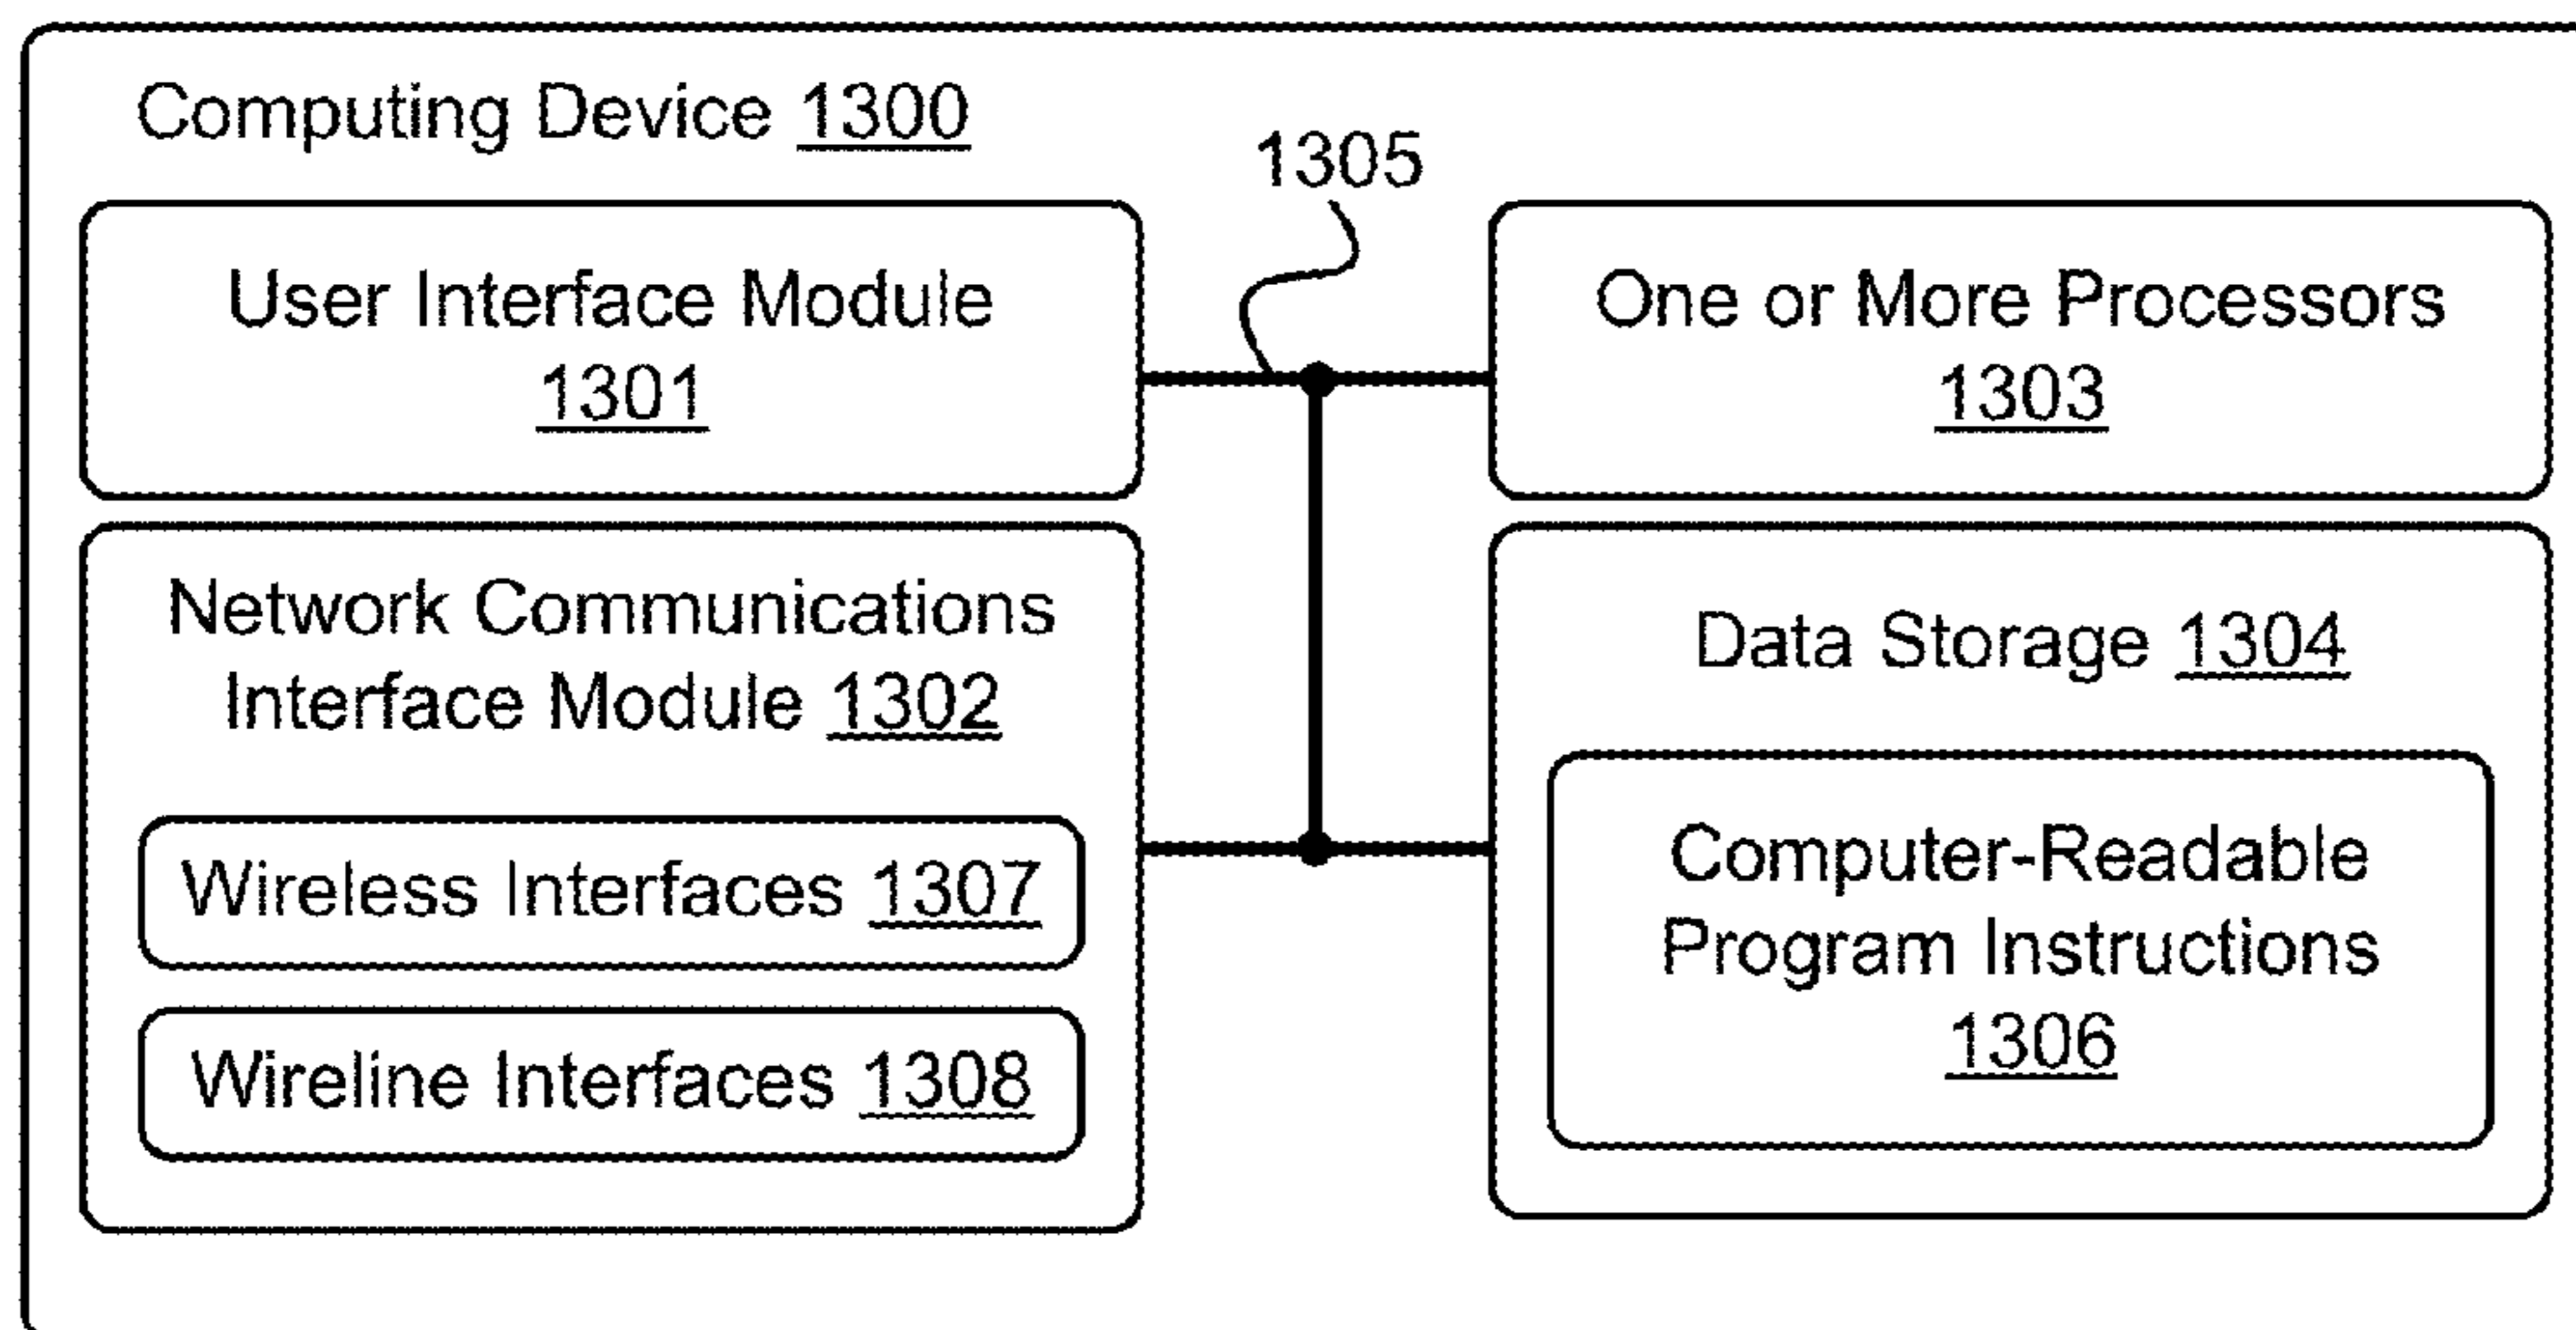 Computing Device 1300
1305
User Interface Module
1301
One or More Processors
1303
Network Communications
Interface Module 1302
Wireless Interfaces 1307
Wireline Interfaces 1308
Data Storage 1304
Computer-Readable
Program Instructions
1306